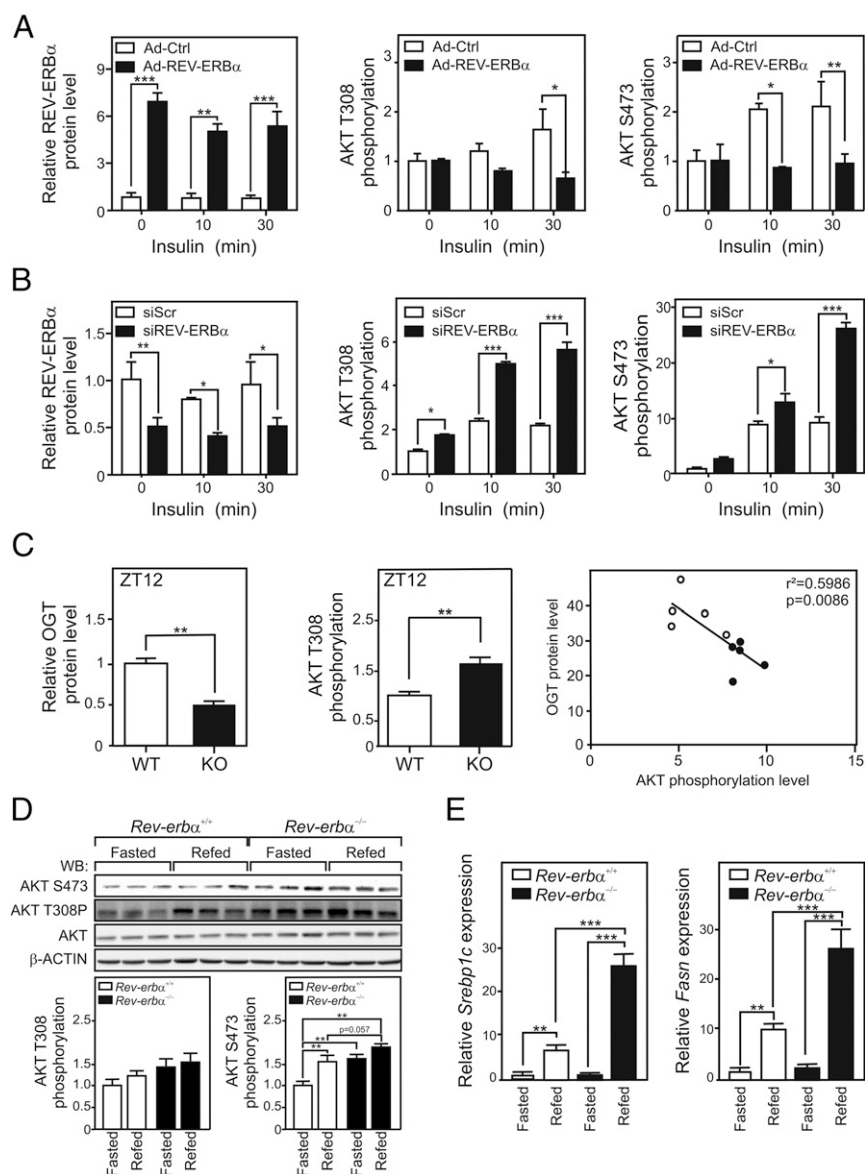 A
Relative REV-ERBα
protein level
9
6
3
0
Ad-Ctrl
Ad-REV-ERBα
***
**
***
0 10 30
Insulin (min)
AKT T308
phosphorylation
3
2
1
0
Ad-Ctrl
Ad-REV-ERBα
*
0 10 30
Insulin (min)
AKT S473
phosphorylation
3
2
1
0
Ad-Ctrl
Ad-REV-ERBα
*
**
0 10 30
Insulin (min)
B
Relative REV-ERBα
protein level
1.5
1.0
0.5
0
siScr
siREV-ERBα
**
*
*
0 10 30
Insulin (min)
AKT T308
phosphorylation
6
4
2
0
siScr
siREV-ERBα
*
***
***
0 10 30
Insulin (min)
AKT S473
phosphorylation
30
20
10
0
siScr
siREV-ERBα
*
***
0 10 30
Insulin (min)
C
Relative OGT
protein level
1.5
1
0.5
0
ZT12
**
WT KO
AKT T308
phosphorylation
2.5
1.5
1
0.5
0
ZT12
**
WT KO
OGT protein level
40
30
20
10
0
r²=0.5986
p=0.0086
0 5 10 15
AKT phosphorylation level
D
Rev-erbα+/+ Rev-erbα−/−
WB: Fasted Refed Fasted Refed
AKT S473
AKT T308P
AKT
β-ACTIN
AKT T308
phosphorylation
2.0
1.5
1.0
0.5
0
Rev-erbα+/+
Rev-erbα−/−
Fasted Refed Fasted Refed
AKT S473
phosphorylation
2.0
1.5
1.0
0.5
0
Rev-erbα+/+
Rev-erbα−/−
**
p=0.057
**
**
Fasted Refed Fasted Refed
E
Relative Srebp1c expression
30
20
10
0
Rev-erbα+/+
Rev-erbα−/−
***
***
**
Fasted Refed Fasted Refed
Relative Fasn expression
30
20
10
0
Rev-erbα+/+
Rev-erbα−/−
***
***
**
Fasted Refed Fasted Refed